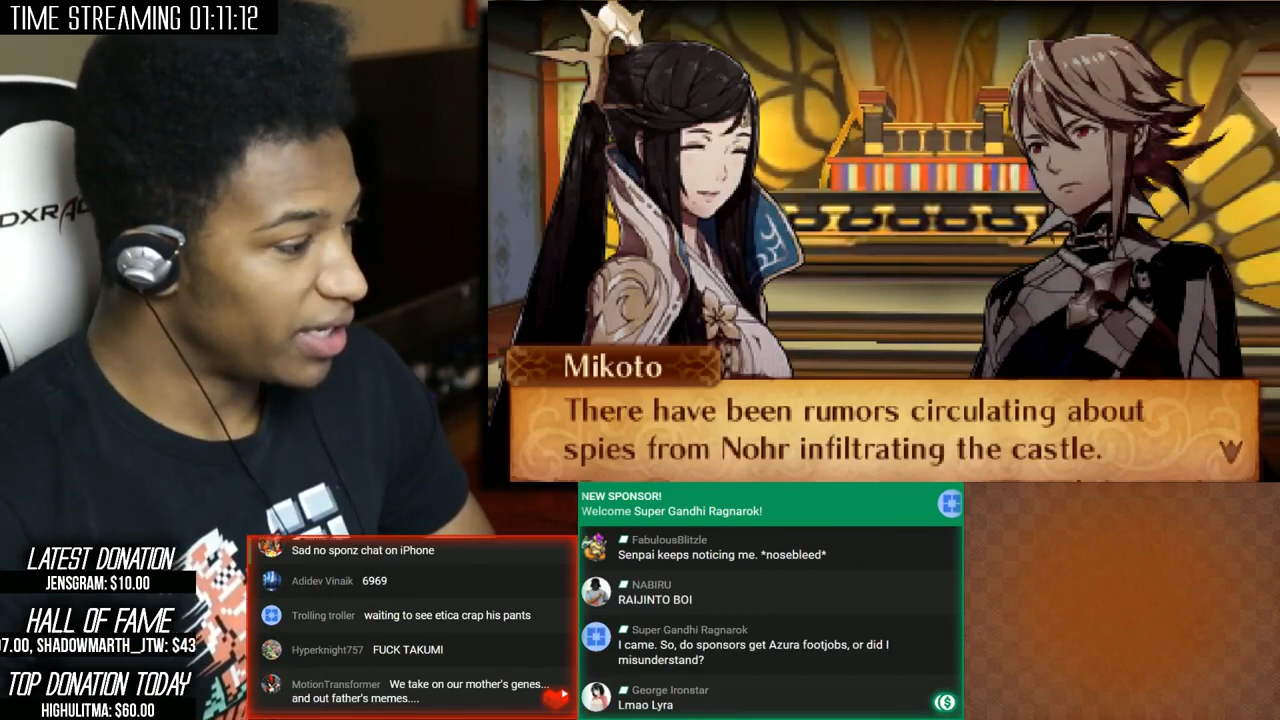 TIME STREAMING 01:11:12
DXRAC
Mikoto
There have been rumors circulating about
spies from Nohr infiltrating the castle.
LATEST DONATION
JENSGRAM: $10.00
HALL OF FAME
7.00, SHADOWMARTH_JTW: $43
TOP DONATION TODAY
HIGHULITMA: $60.00
Sad no sponz chat on iPhone
Adidev Vinaik 6969
Trolling troller waiting to see etica crap his pants
Hyperknight757 FUCK TAKUMI
MotionTransformer We take on our mother's genes...
and out father's memes....
NEW SPONSOR!
Welcome Super Gandhi Ragnarok!
FabulousBlitzle
Senpai keeps noticing me. *nosebleed*
NABIRU
RAIJINTO BOI
Super Gandhi Ragnarok
I came. So, do sponsors get Azura footjobs, or did I
misunderstand?
George Ironstar
Lmao Lyra